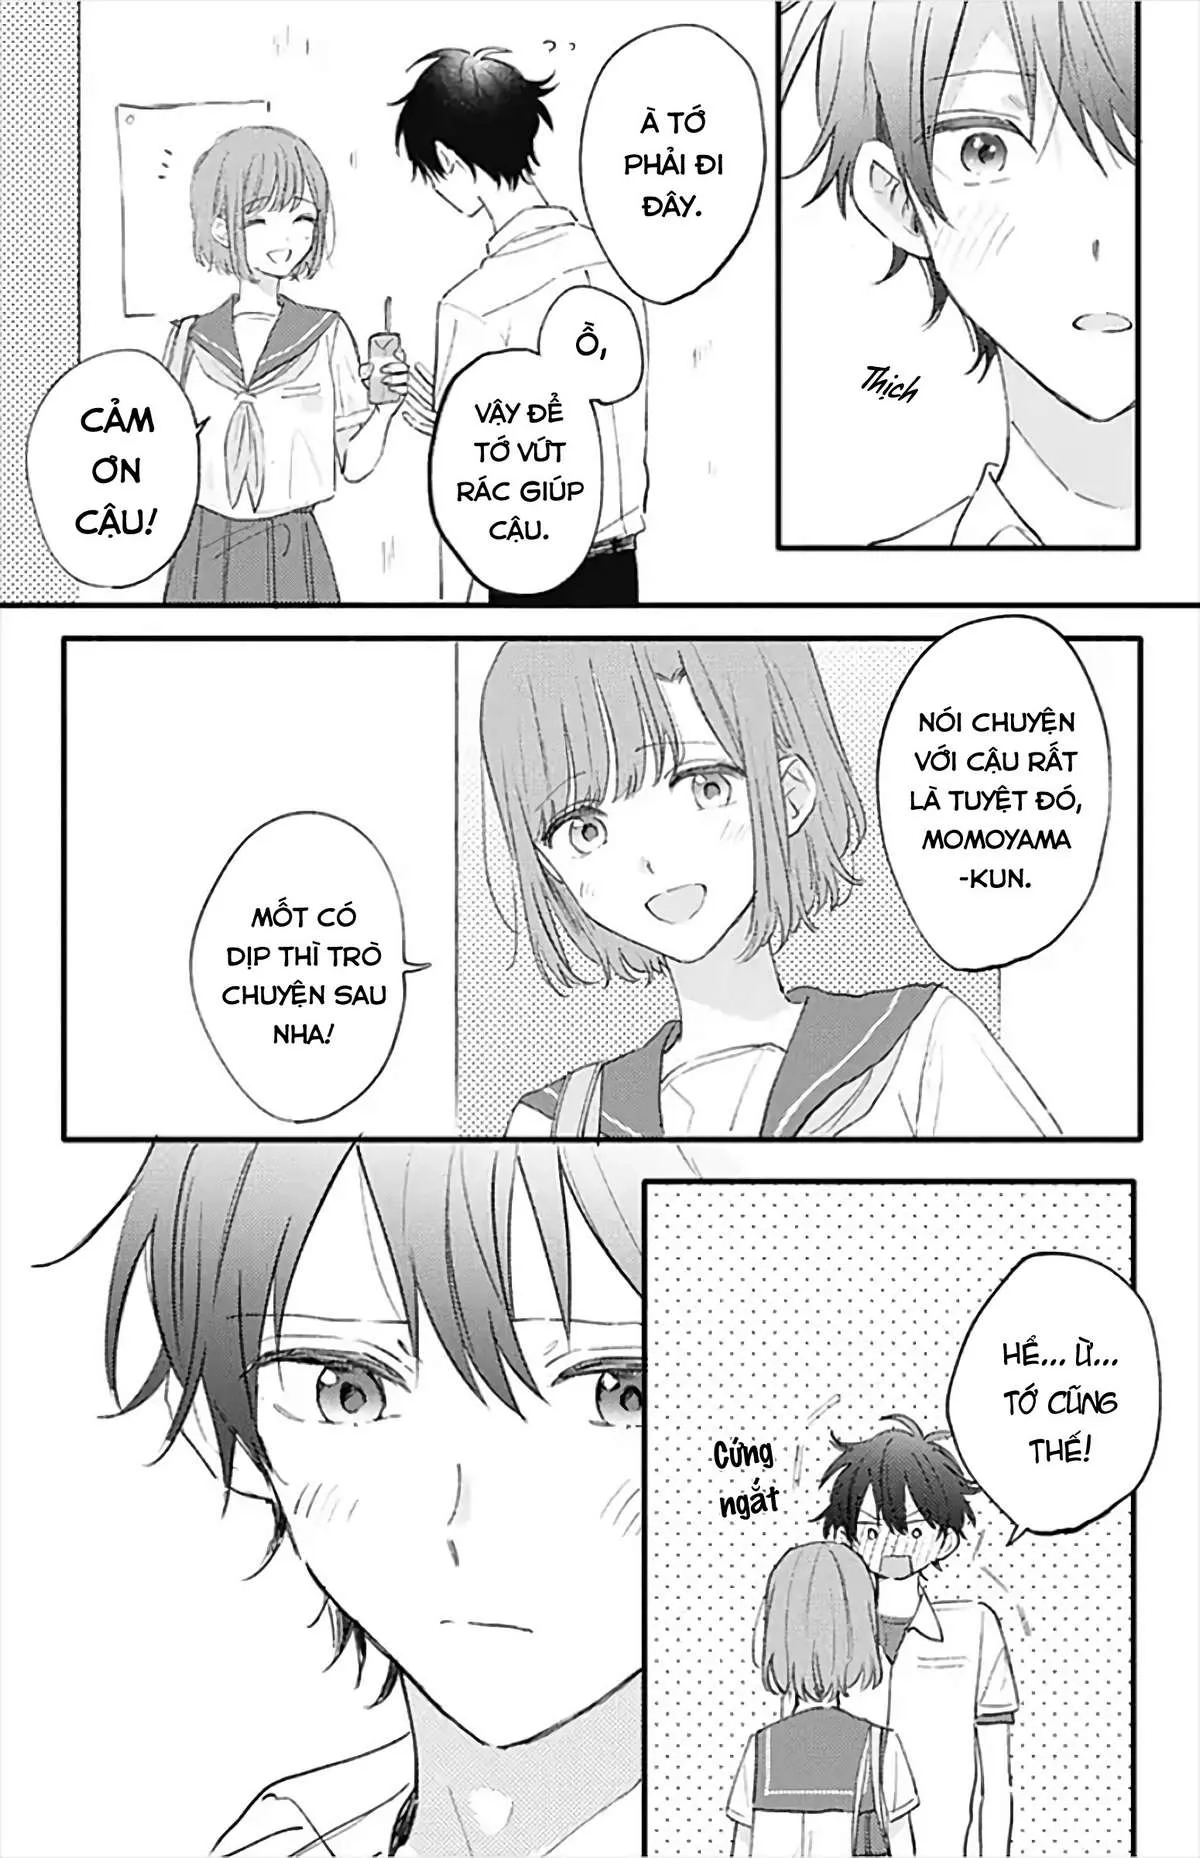 Thịch
À TỚ
PHẢI ĐI
ĐÂY.
Ồ,
VẬY ĐỂ
TỚ VỨT
RÁC GIÚP
CẬU.
CẢM
ƠN
CẬU!
NÓI CHUYỆN
VỚI CẬU RẤT
LÀ TUYỆT ĐÓ,
MOMOYAMA
-KUN.
MỐT CÓ
DỊP THÌ TRÒ
CHUYỆN SAU
NHA!
HỂ... Ừ...
TỚ CŨNG
THẾ!
Cứng
ngắt